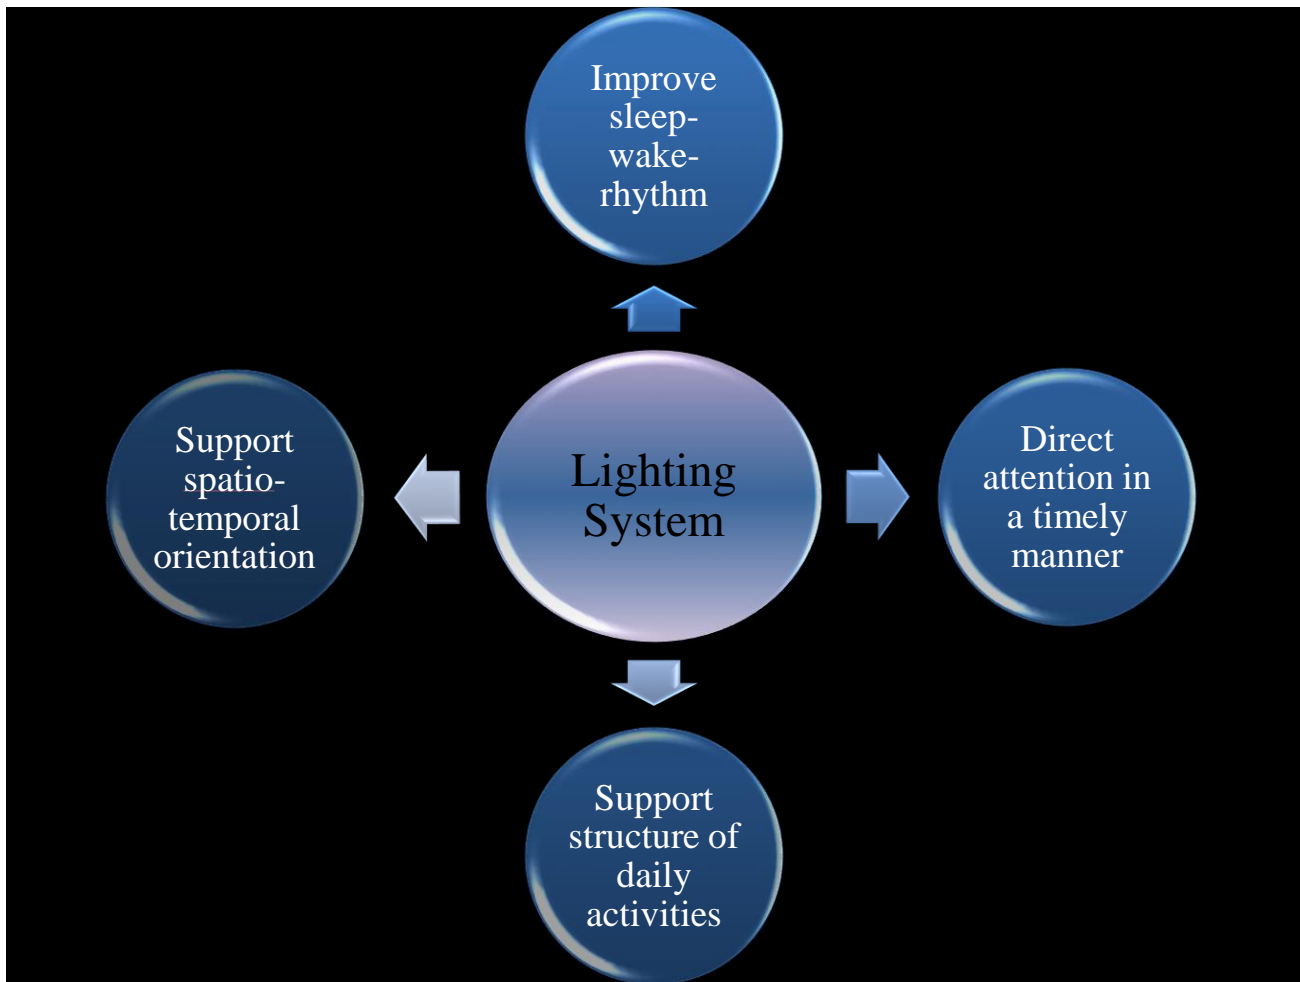 Improve
sleep-
wake-
rhythm
Support
spatio-
temporal
orientation
Lighting
System
Direct
attention in
a timely
manner
Support
structure of
daily
activities